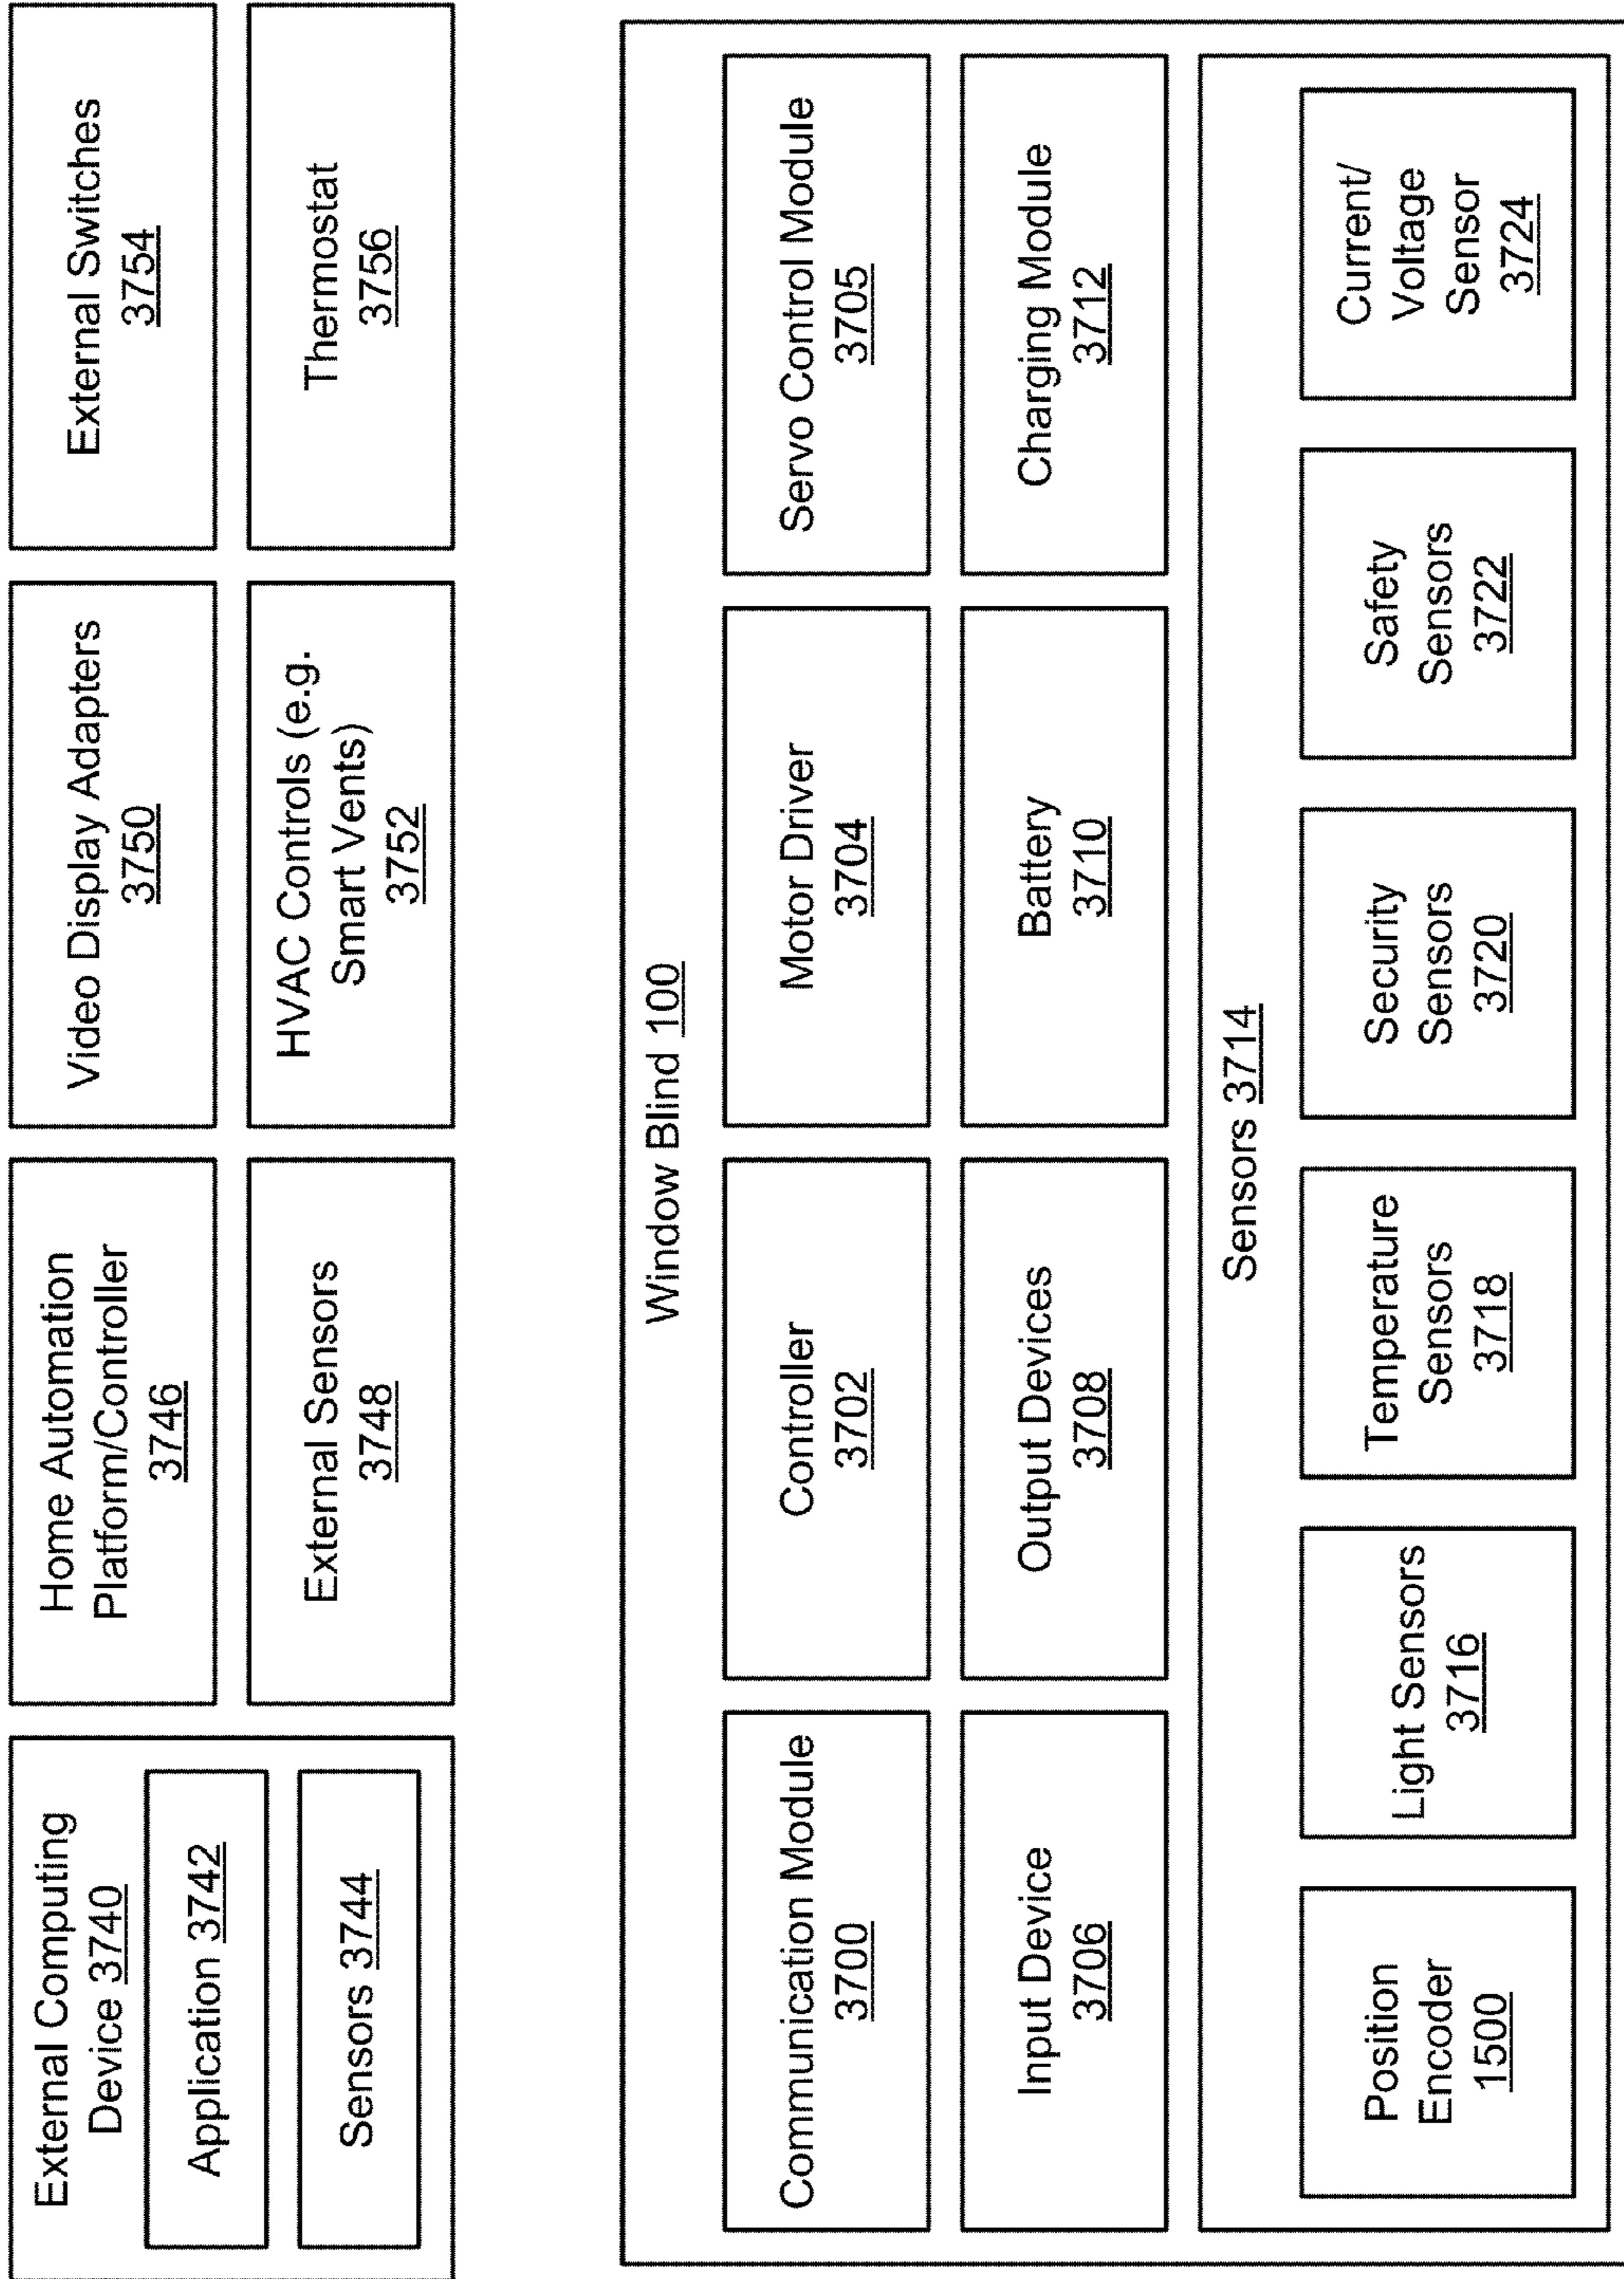 External Computing
Device 3740
Application 3742
Sensors 3744
Home Automation
Platform/Controller
3746
External Sensors
3748
Video Display Adapters
3750
HVAC Controls (e.g.
Smart Vents)
3752
External Switches
3754
Thermostat
3756
Window Blind 100
Communication Module
3700
Controller
3702
Motor Driver
3704
Servo Control Module
3705
Input Device
3706
Output Devices
3708
Battery
3710
Charging Module
3712
Sensors 3714
Position
Encoder
1500
Light Sensors
3716
Temperature
Sensors
3718
Security
Sensors
3720
Safety
Sensors
3722
Current/
Voltage
Sensor
3724